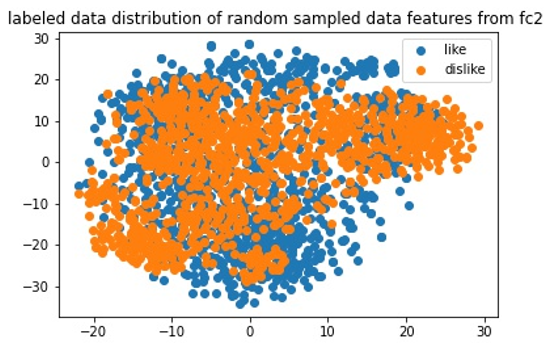 labeled data distribution of random sampled data features from fc2
like
dislike
30
20
10
0
−10
−20
−30
−20 −10 0 10 20 30